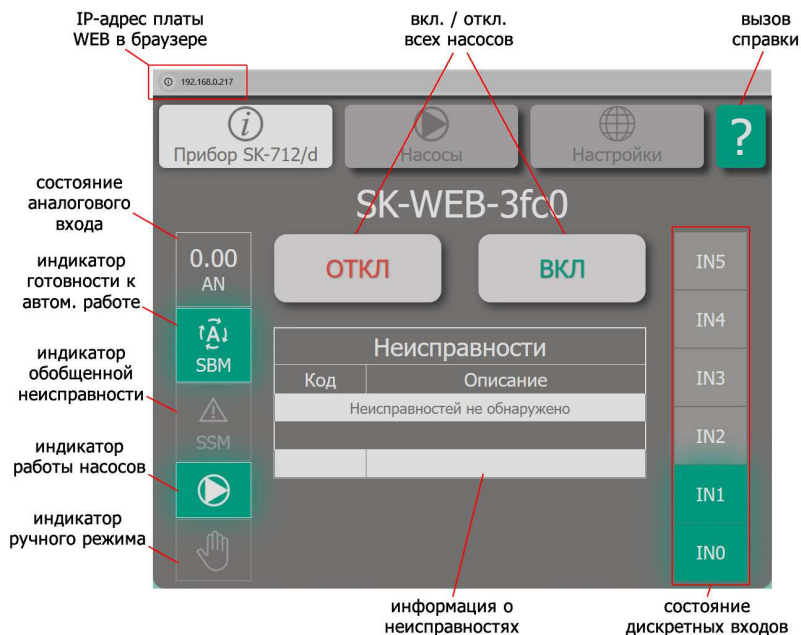 IP-адрес платы
WEB в браузере
вкл. / откл.
всех насосов
вызов
справки
192.168.0.217
Прибор SK-712/d
Насосы
Настройки
?
SK-WEB-3fc0
состояние
аналогового
входа
0.00
AN
ОТКЛ
ВКЛ
IN5
индикатор
готовности к
автом. работе
A
SBM
IN4
Неисправности
Код
Описание
Неисправностей не обнаружено
IN3
индикатор
обобщенной
неисправности
SSM
IN2
индикатор
работы насосов
IN1
индикатор
ручного режима
IN0
информация о
неисправностях
состояние
дискретных входов